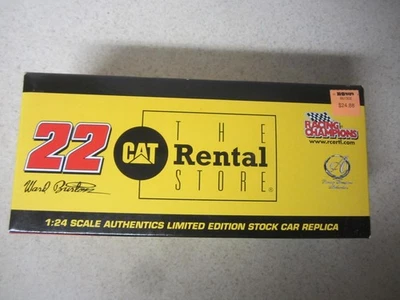 22
CAT
THE
Rental
STORE®
Ward Burton
$24.88
RACING
CHAMPIONS
www.rcertl.com
1:24 SCALE AUTHENTICS LIMITED EDITION STOCK CAR REPLICA